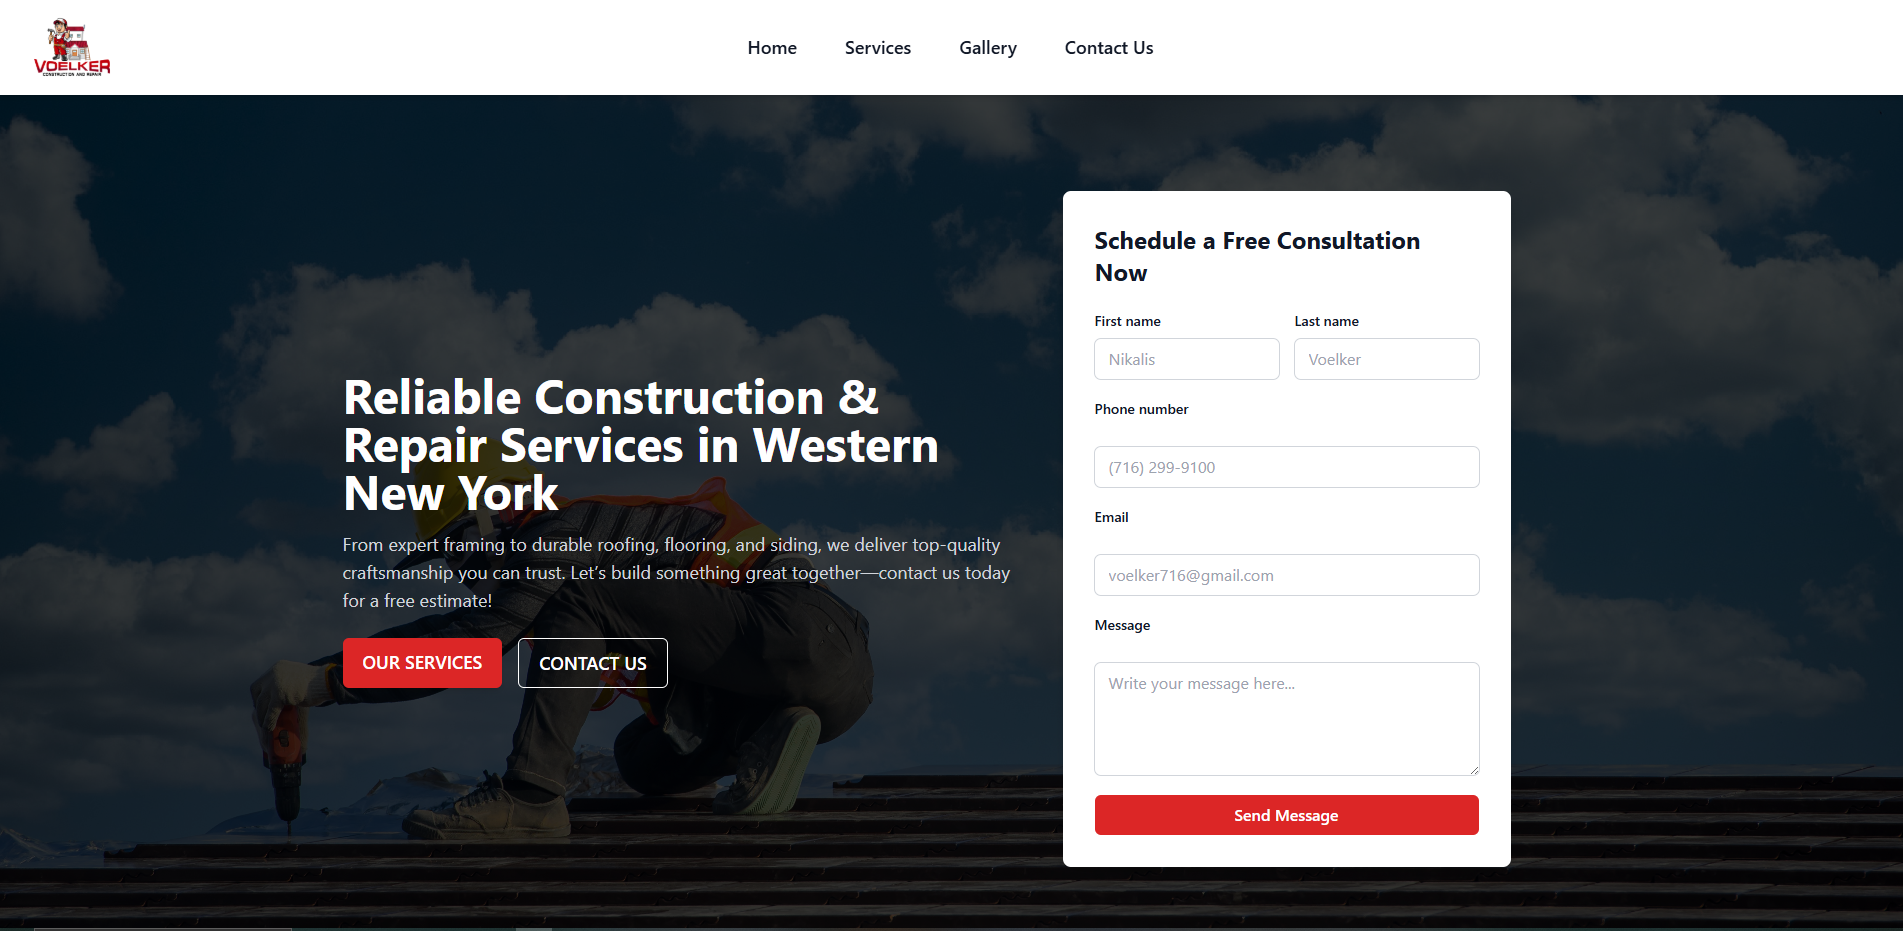 VOELKER
CONSTRUCTION AND REPAIR
Home
Services
Gallery
Contact Us
Reliable Construction &
Repair Services in Western
New York
From expert framing to durable roofing, flooring, and siding, we deliver top-quality
craftsmanship you can trust. Let’s build something great together—contact us today
for a free estimate!
OUR SERVICES
CONTACT US
Schedule a Free Consultation
Now
First name
Last name
Nikalis
Voelker
Phone number
(716) 299-9100
Email
voelker716@gmail.com
Message
Write your message here...
Send Message